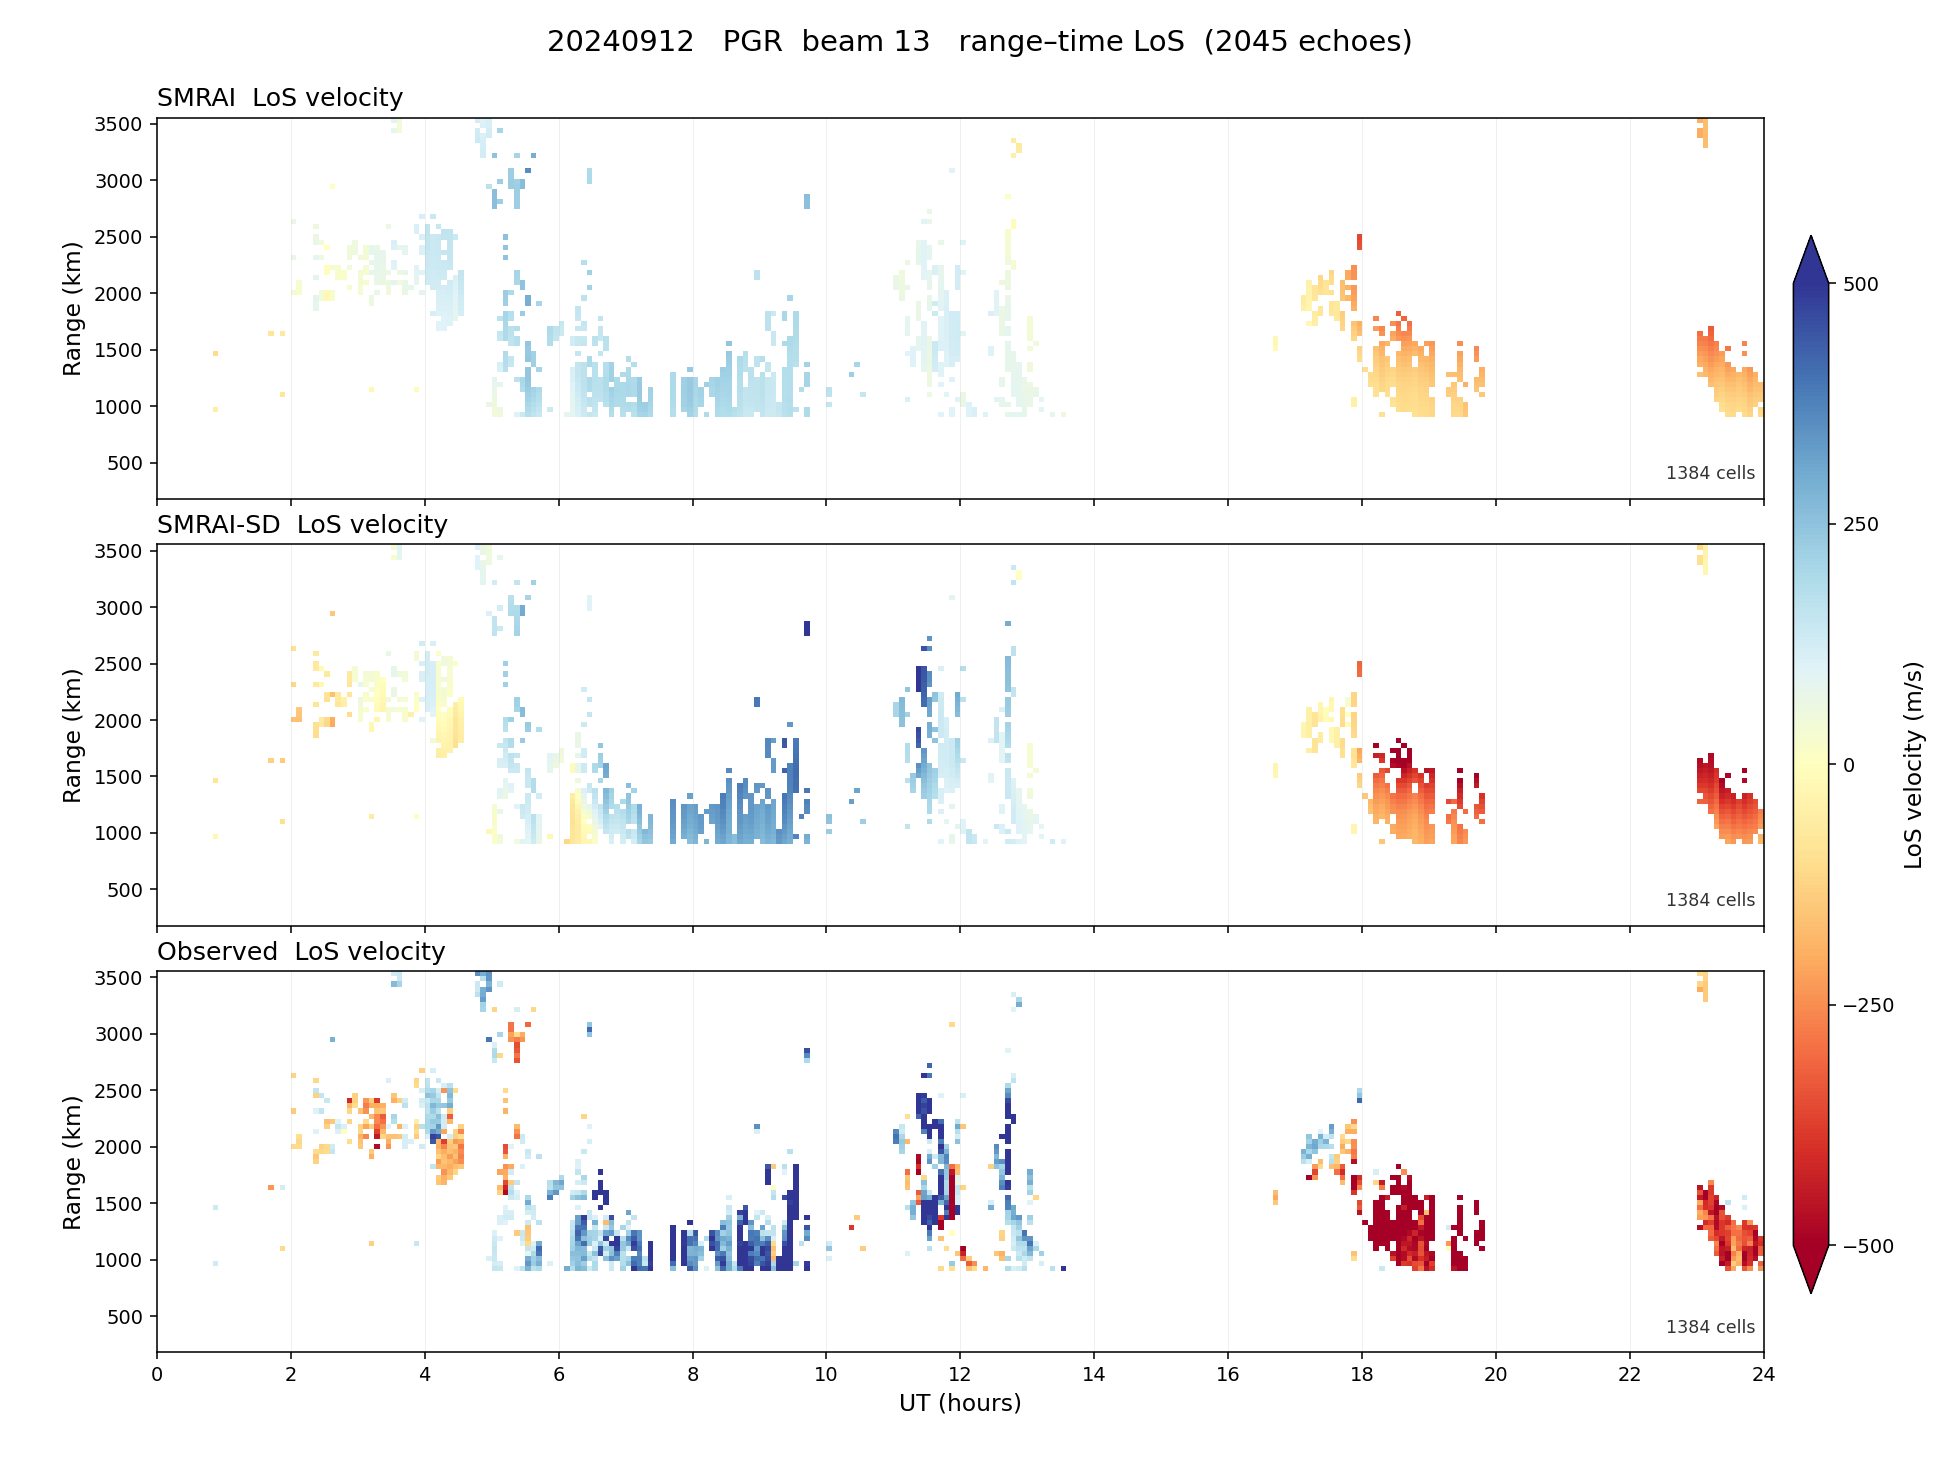 20240912   PGR  beam 13   range–time LoS  (2045 echoes)
SMRAI  LoS velocity
3500
3000
2500
2000
1500
1000
500
Range (km)
1384 cells
SMRAI-SD  LoS velocity
3500
3000
2500
2000
1500
1000
500
Range (km)
1384 cells
Observed  LoS velocity
3500
3000
2500
2000
1500
1000
500
Range (km)
1384 cells
0 2 4 6 8 10 12 14 16 18 20 22 24
UT (hours)
500
250
0
−250
−500
LoS velocity (m/s)